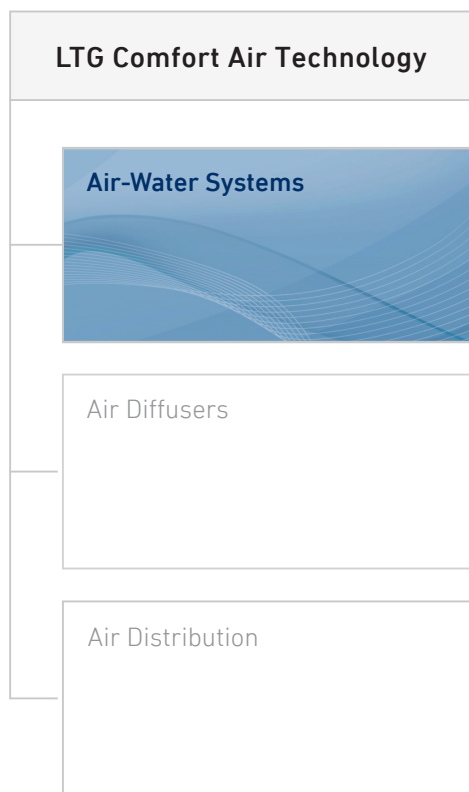 LTG Comfort Air Technology
Air-Water Systems
Air Diffusers
Air Distribution